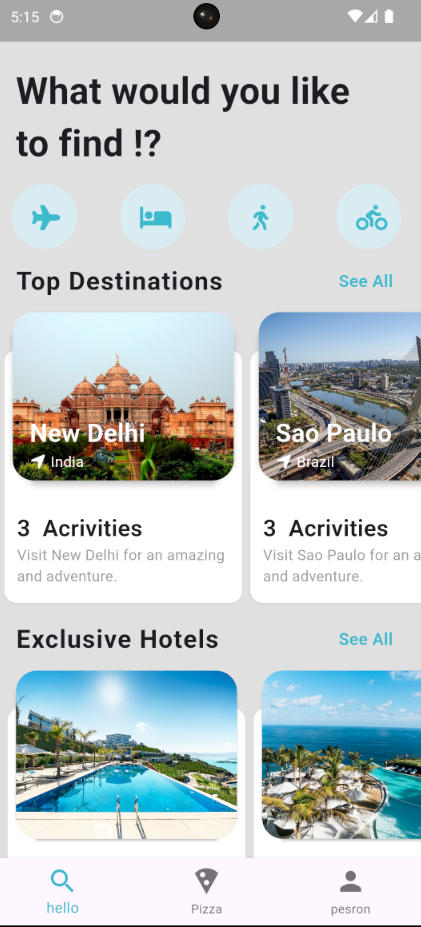 5:15
What would you like
to find !?
Top Destinations
See All
New Delhi
India
Sao Paulo
Brazil
3 Acrivities
Visit New Delhi for an amazing
and adventure.
3 Acrivities
Visit Sao Paulo for an a
and adventure.
Exclusive Hotels
See All
hello
Pizza
pesron